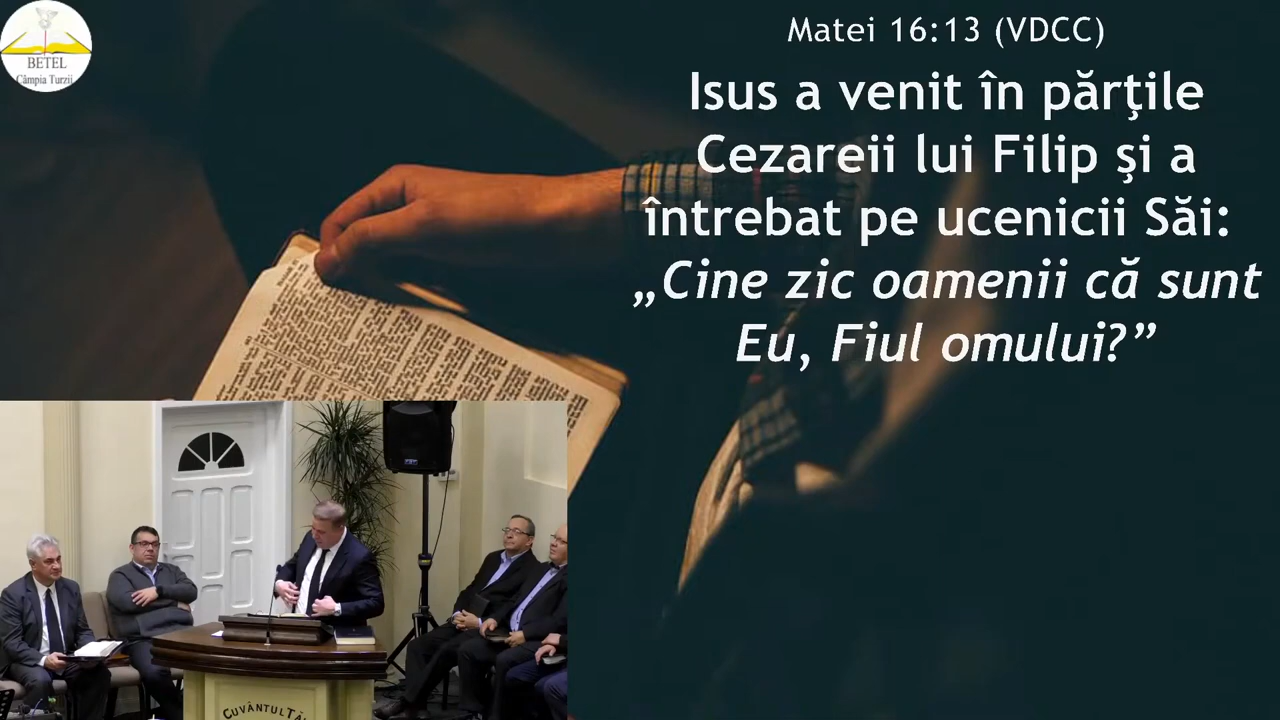 BETEL
Câmpia Turzii
Matei 16:13 (VDCC)
Isus a venit în părţile
Cezareii lui Filip şi a
întrebat pe ucenicii Săi:
„Cine zic oamenii că sunt
Eu, Fiul omului?”
CUVÂNTUL